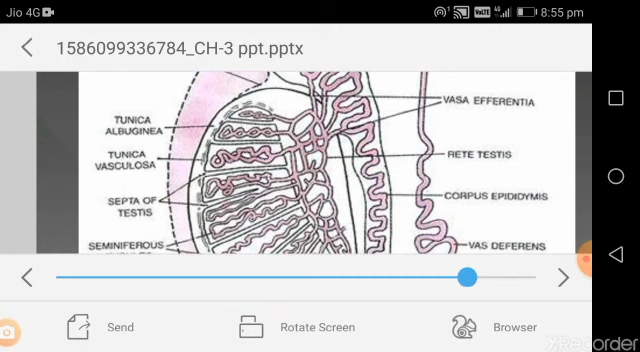 Jio 4G
8:55 pm
1586099336784_CH-3 ppt.pptx
TUNICA
ALBUGINEA
TUNICA
VASCULOSA
SEPTA OF
TESTIS
SEMINIFEROUS
VASA EFFERENTIA
RETE TESTIS
CORPUS EPIDIDYMIS
VAS DEFERENS
Send
Rotate Screen
Browser
XRecorder